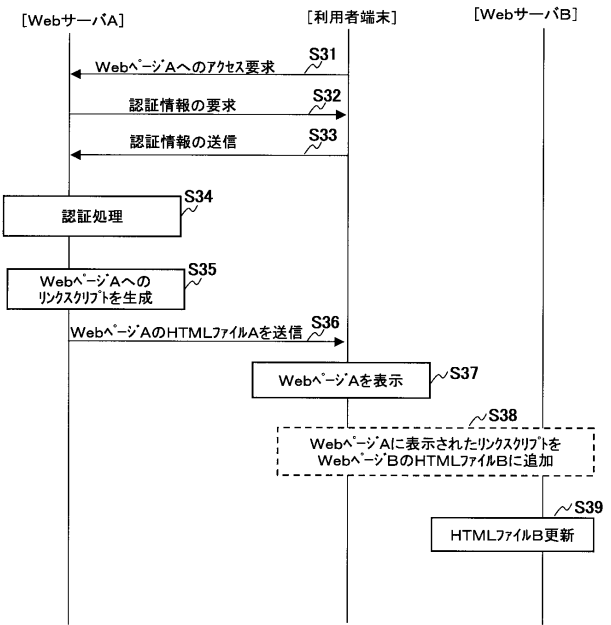 [WebサーバA]
[利用者端末]
[WebサーバB]
S31
WebﾍﾟｰｼﾞAへのｱｸｾｽ要求
S32
認証情報の要求
S33
認証情報の送信
S34
認証処理
S35
Webﾍﾟｰｼﾞへの
ﾘﾝｸｽｸﾘﾌﾟﾄを生成
S36
WebﾍﾟｰｼﾞAのHTMLﾌｧｲﾙAを送信
S37
WebﾍﾟｰｼﾞAを表示
S38
WebﾍﾟｰｼﾞAに表示されたﾘﾝｸｽｸﾘﾌﾟﾄを
WebﾍﾟｰｼﾞBのHTMLﾌｧｲﾙBに追加
S39
HTMLﾌｧｲﾙB更新